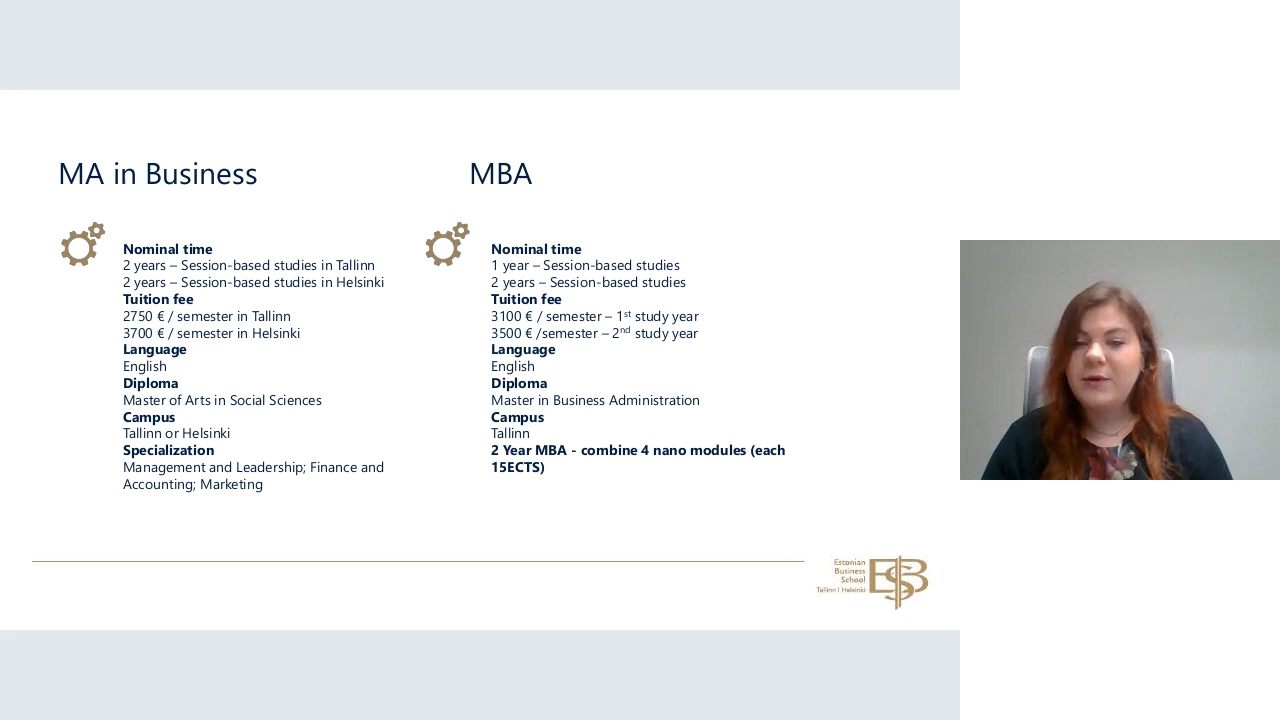 MA in Business
Nominal time
2 years – Session-based studies in Tallinn
2 years – Session-based studies in Helsinki
Tuition fee
2750 € / semester in Tallinn
3700 € / semester in Helsinki
Language
English
Diploma
Master of Arts in Social Sciences
Campus
Tallinn or Helsinki
Specialization
Management and Leadership; Finance and
Accounting; Marketing
MBA
Nominal time
1 year – Session-based studies
2 years – Session-based studies
Tuition fee
3100 € / semester – 1st study year
3500 € /semester – 2nd study year
Language
English
Diploma
Master in Business Administration
Campus
Tallinn
2 Year MBA - combine 4 nano modules (each
15ECTS)
Estonian
Business
School
Tallinn | Helsinki
EBS